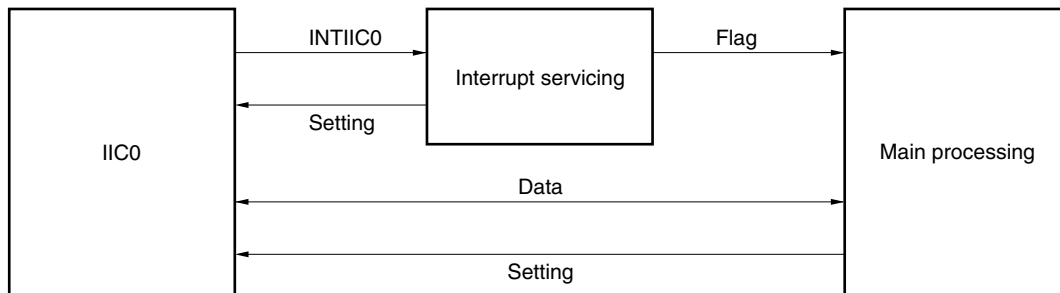 INTIIC0
Flag
Interrupt servicing
Setting
IIC0
Main processing
Data
Setting